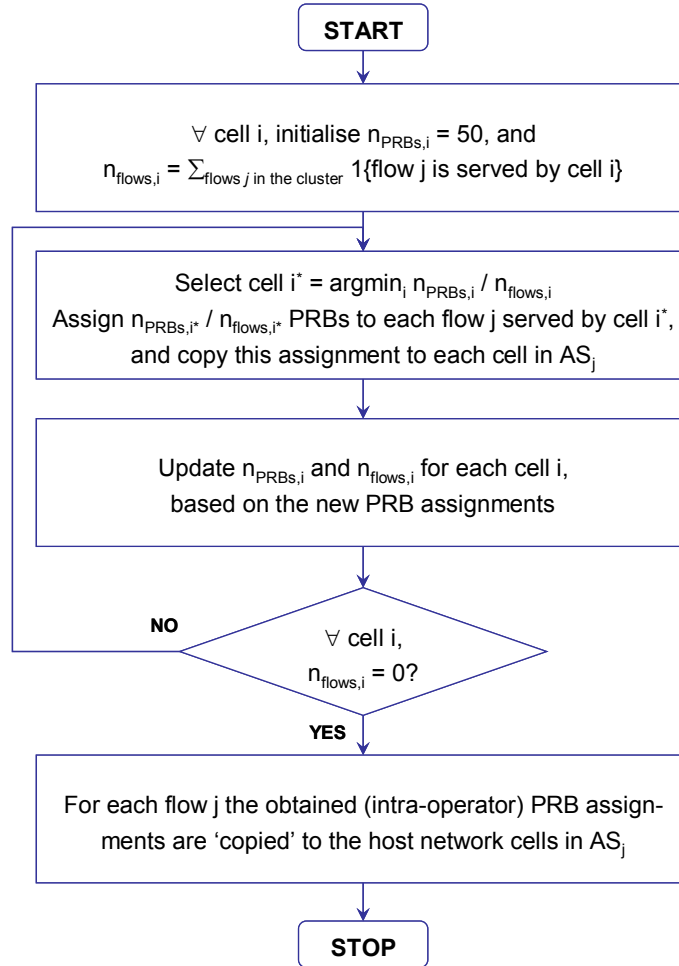 START
∀ cell i, initialise n_PRBs,i = 50, and
n_flows,i = ∑_flows j in the cluster 1{flow j is served by cell i}
Select cell i* = argmin_i n_PRBs,i / n_flows,i
Assign n_PRBs,i* / n_flows,i* PRBs to each flow j served by cell i*,
and copy this assignment to each cell in AS_j
Update n_PRBs,i and n_flows,i for each cell i,
based on the new PRB assignments
NO
∀ cell i,
n_flows,i = 0?
YES
For each flow j the obtained (intra-operator) PRB assign-
ments are ‘copied’ to the host network cells in AS_j
STOP